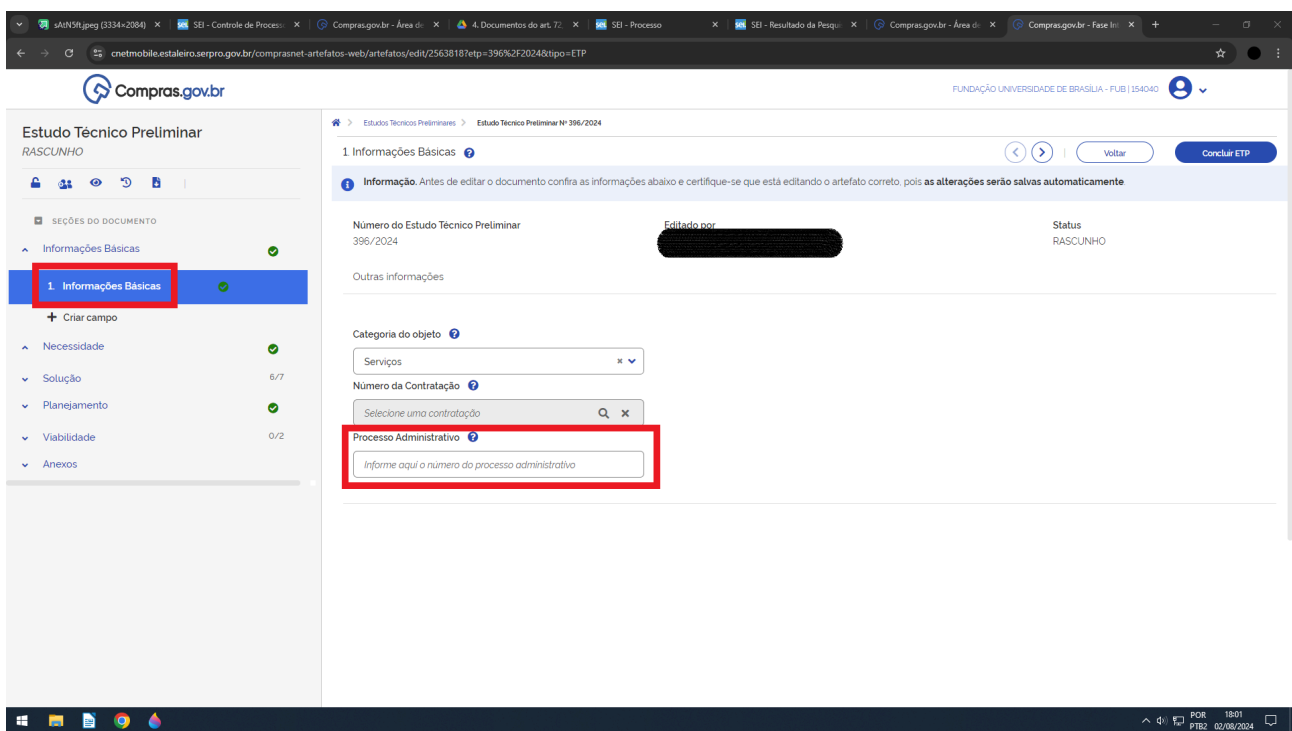 sAtN5ft.jpeg (3334×2084)
SEI - Controle de Process
Compras.gov.br - Área de
4. Documentos do art. 72,
SEI - Processo
SEI - Resultado da Pesqui
Compras.gov.br - Área de
Compras.gov.br - Fase Int
cnetmobile.estaleiro.serpro.gov.br/comprasnet-artefatos-web/artefatos/edit/2563818?etp=396%2F2024&tipo=ETP
Compras.gov.br
FUNDAÇÃO UNIVERSIDADE DE BRASÍLIA - FUB | 154040
Estudo Técnico Preliminar
RASCUNHO
SEÇÕES DO DOCUMENTO
Informações Básicas
1. Informações Básicas
+ Criar campo
Necessidade
Solução 6/7
Planejamento
Viabilidade 0/2
Anexos
Estudos Técnicos Preliminares > Estudo Técnico Preliminar Nº 396/2024
1. Informações Básicas
Voltar
Concluir ETP
Informação. Antes de editar o documento confira as informações abaixo e certifique-se que está editando o artefato correto, pois as alterações serão salvas automaticamente.
Número do Estudo Técnico Preliminar
396/2024
Editado por
Status
RASCUNHO
Outras informações
Categoria do objeto
Serviços
Número da Contratação
Selecione uma contratação
Processo Administrativo
Informe aqui o número do processo administrativo
POR 18:01
PTB2 02/08/2024